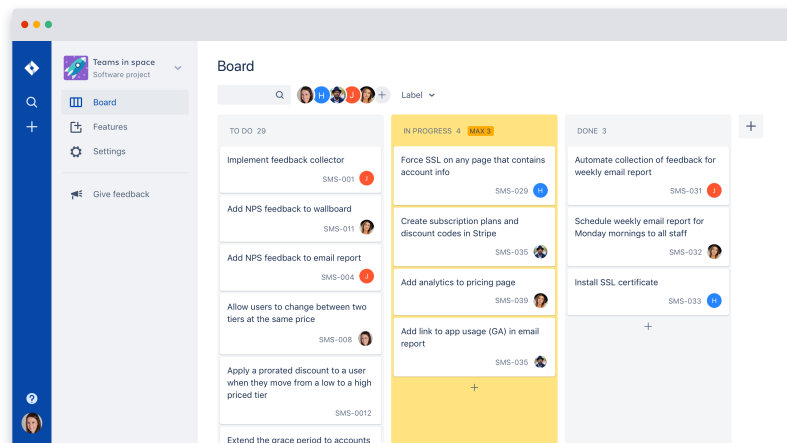 Teams in space
Software project
Board
Features
Settings
Give feedback
Board
H
J
Label
TO DO 29
Implement feedback collector
SMS-001
J
Add NPS feedback to wallboard
SMS-011
Add NPS feedback to email report
SMS-004
J
Allow users to change between two
tiers at the same price
SMS-008
Apply a prorated discount to a user
when they move from a low to a high
priced tier
SMS-0012
Extend the grace period to accounts
IN PROGRESS 4 MAX 3
Force SSL on any page that contains
account info
SMS-029
H
Create subscription plans and
discount codes in Stripe
SMS-035
Add analytics to pricing page
SMS-039
Add link to app usage (GA) in email
report
SMS-035
DONE 3
Automate collection of feedback for
weekly email report
SMS-031
J
Schedule weekly email report for
Monday mornings to all staff
SMS-032
Install SSL certificate
SMS-033
H